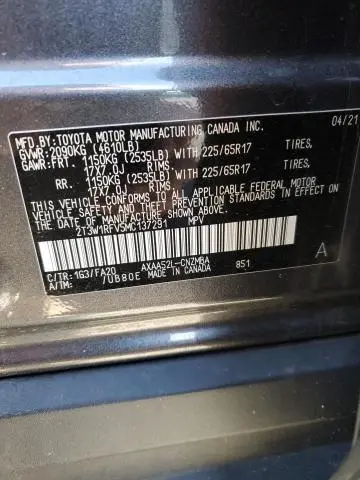 MFD.BY:TOYOTA MOTOR MANUFACTURING CANADA INC. 04/21
GVWR:2090KG (4610LB)
GAWR:FRT 1150KG (2535LB) WITH 225/65R17 TIRES,
17X7.0J RIMS
RR. 1150KG (2535LB) WITH 225/65R17 TIRES,
17X7.0J RIMS
THIS VEHICLE CONFORMS TO ALL APPLICABLE FEDERAL MOTOR
VEHICLE SAFETY AND THEFT PREVENTION STANDARDS IN EFFECT ON
THE DATE OF MANUFACTURE SHOWN ABOVE.
2T3W1RFV5MC137291 MPV
A
C/TR:1G3/FA20 AXAA52L-CNZMBA
A/TM: /UB80E MADE IN CANADA 851